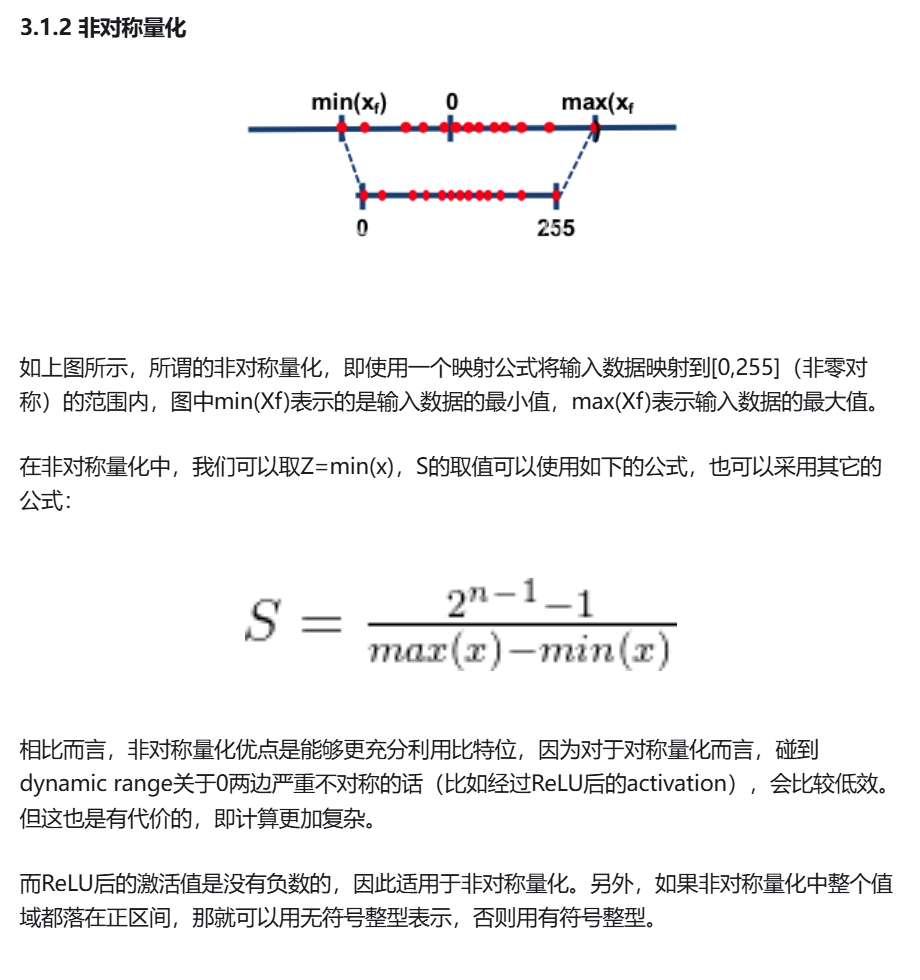 3.1.2 非对称量化
min(xf) 0 max(xf)
0 255
如上图所示，所谓的非对称量化，即使用一个映射公式将输入数据映射到[0,255]（非零对
称）的范围内，图中min(Xf)表示的是输入数据的最小值，max(Xf)表示输入数据的最大值。
在非对称量化中，我们可以取Z=min(x)，S的取值可以使用如下的公式，也可以采用其它的
公式：
S = \frac{2^{n-1}-1}{max(x)-min(x)}
相比而言，非对称量化优点是能够更充分利用比特位，因为对于对称量化而言，碰到
dynamic range关于0两边严重不对称的话（比如经过ReLU后的activation），会比较低效。
但这也是有代价的，即计算更加复杂。
而ReLU后的激活值是没有负数的，因此适用于非对称量化。另外，如果非对称量化中整个值
域都落在正区间，那就可以用无符号整型表示，否则用有符号整型。